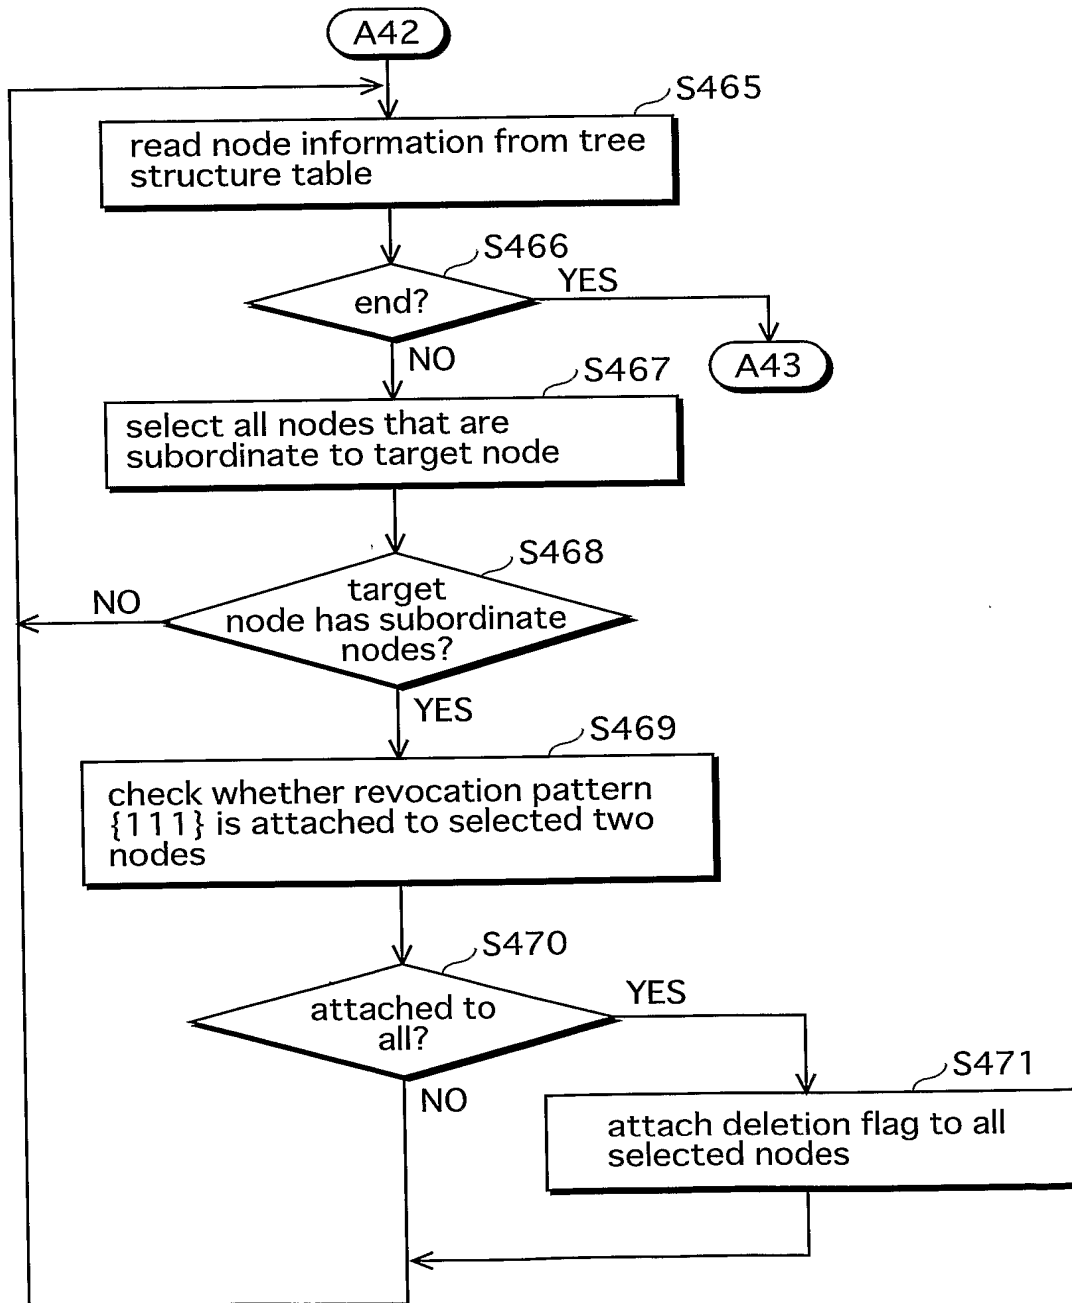 A42
S465
read node information from tree
structure table
S466
end?
YES
A43
NO
S467
select all nodes that are
subordinate to target node
S468
target
node has subordinate
nodes?
NO
YES
S469
check whether revocation pattern
{111} is attached to selected two
nodes
S470
attached to
all?
YES
NO
S471
attach deletion flag to all
selected nodes